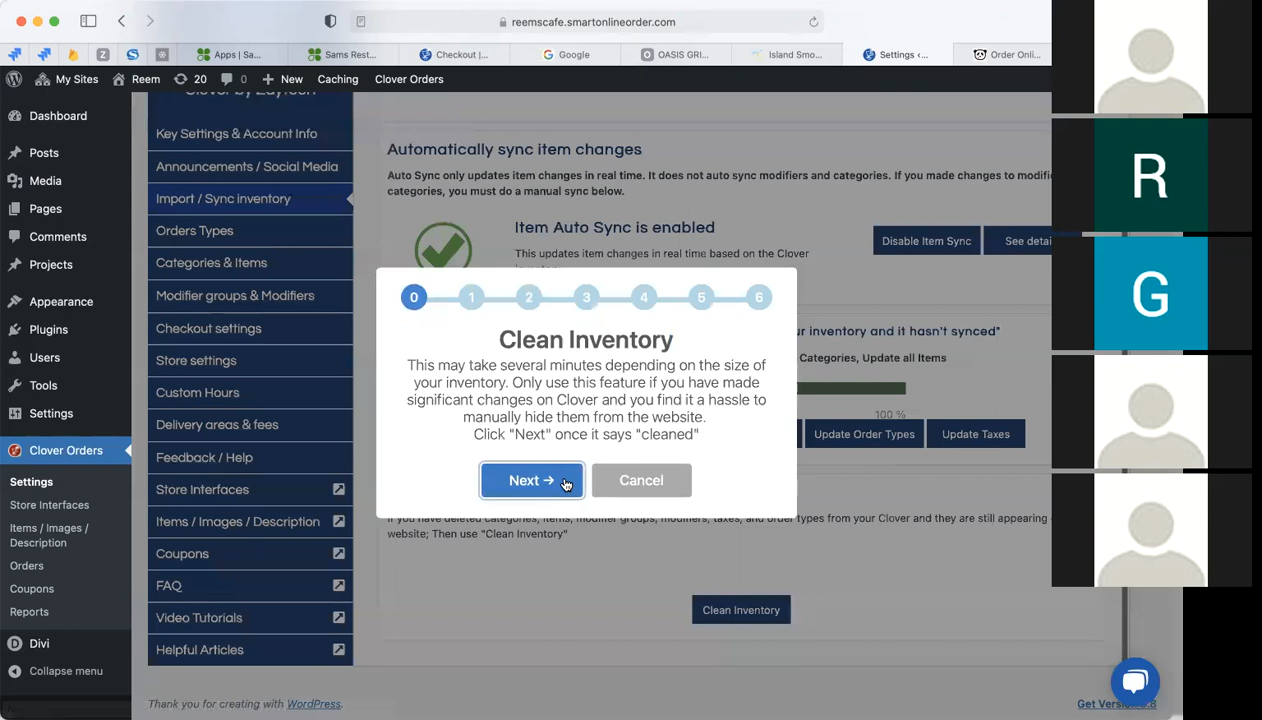 reemscafe.smartonlineorder.com
Apps | Sa...
Sams Rest...
Checkout |...
Google
OASIS GRI...
Island Smo...
Settings ‹...
Order Onli...
My Sites
Reem
20
0
New
Caching
Clover Orders
Dashboard
Posts
Media
Pages
Comments
Projects
Appearance
Plugins
Users
Tools
Settings
Clover Orders
Settings
Store Interfaces
Items / Images /
Description
Orders
Coupons
Reports
Divi
Collapse menu
Clover by Zaytech
Key Settings & Account Info
Announcements / Social Media
Import / Sync inventory
Orders Types
Categories & Items
Modifier groups & Modifiers
Checkout settings
Store settings
Custom Hours
Delivery areas & fees
Feedback / Help
Store Interfaces
Items / Images / Description
Coupons
FAQ
Video Tutorials
Helpful Articles
Automatically sync item changes
Auto Sync only updates item changes in real time. It does not auto sync modifiers and categories. If you made changes to modifi
categories, you must do a manual sync below.
Item Auto Sync is enabled
This updates item changes in real time based on the Clover
Disable Item Sync
See detai
0 1 2 3 4 5 6
Clean Inventory
This may take several minutes depending on the size of
your inventory. Only use this feature if you have made
significant changes on Clover and you find it a hassle to
manually hide them from the website.
Click "Next" once it says "cleaned"
Next →
Cancel
r inventory and it hasn't synced"
Categories, Update all Items
100 %
Update Order Types
Update Taxes
If you have deleted categories, items, modifier groups, modifiers, taxes, and order types from your Clover and they are still appearing
website; Then use "Clean Inventory"
Clean Inventory
Thank you for creating with WordPress.
Get Version
R
G